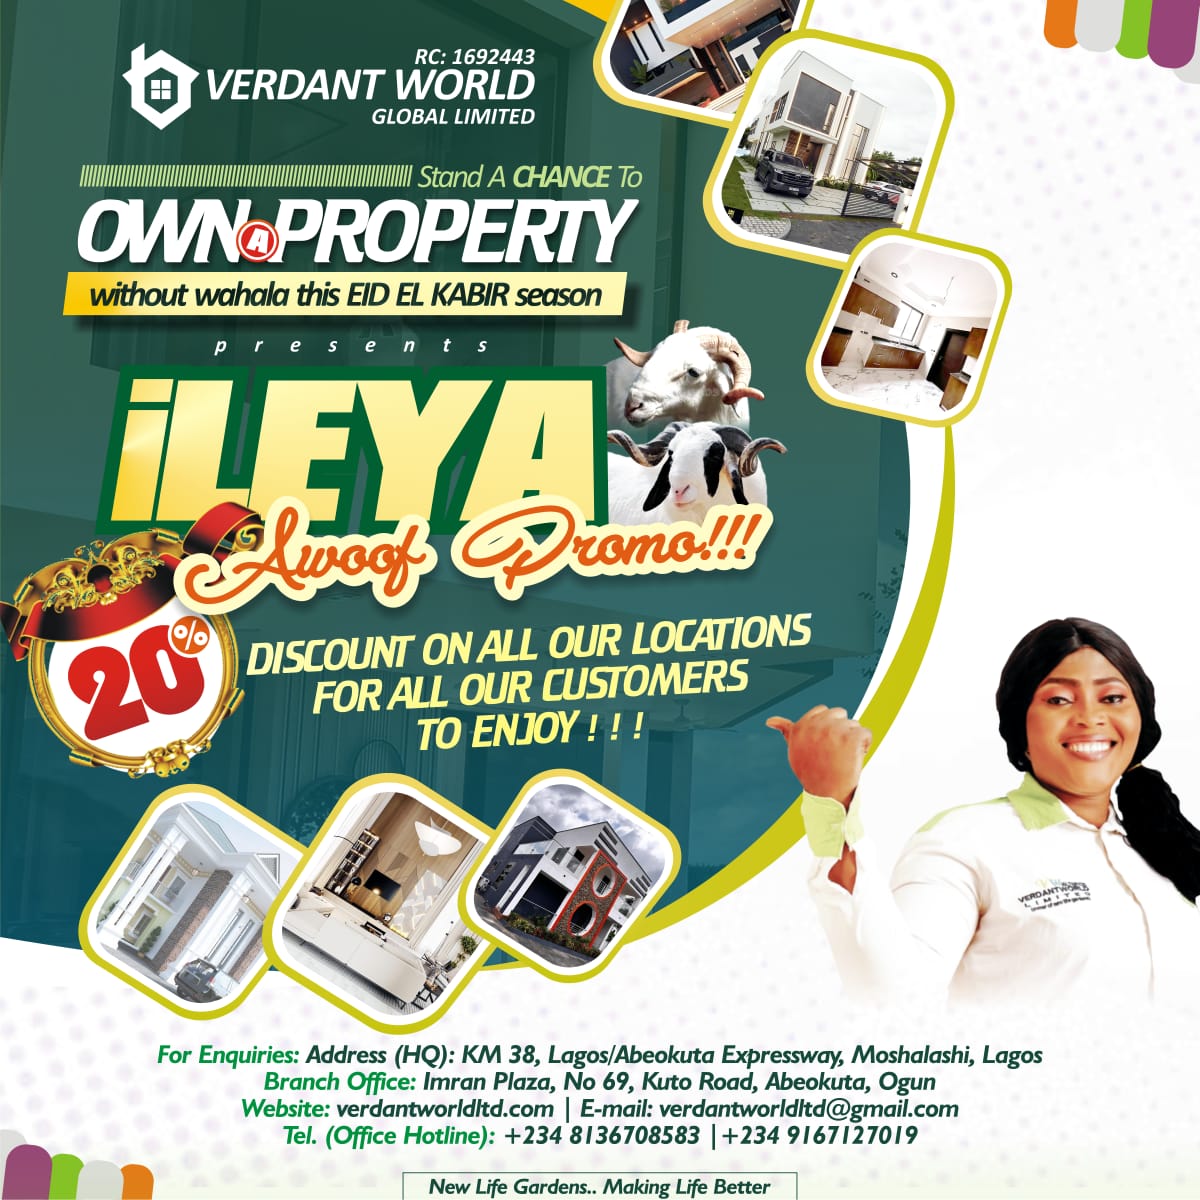 RC: 1692443
VERDANT WORLD
GLOBAL LIMITED
Stand A CHANCE To
OWN A PROPERTY
without wahala this EID EL KABIR season
presents
iLEYA
Awoof Promo!!!
20%
DISCOUNT ON ALL OUR LOCATIONS
FOR ALL OUR CUSTOMERS
TO ENJOY ! ! !
VERDANTWORLD
LIMITED
For Enquiries: Address (HQ): KM 38, Lagos/Abeokuta Expressway, Moshalashi, Lagos
Branch Office: Imran Plaza, No 69, Kuto Road, Abeokuta, Ogun
Website: verdantworldltd.com | E-mail: verdantworldltd@gmail.com
Tel. (Office Hotline): +234 8136708583 |+234 9167127019
New Life Gardens.. Making Life Better